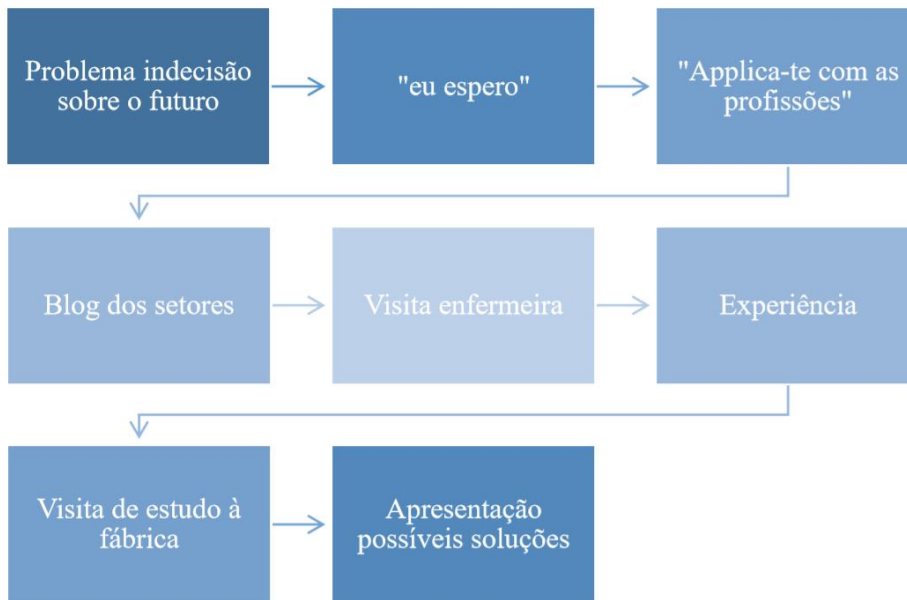 Problema indecisão
sobre o futuro
"eu espero"
"Applica-te com as
profissões"
Blog dos setores
Visita enfermeira
Experiência
Visita de estudo à
fábrica
Apresentação
possíveis soluções